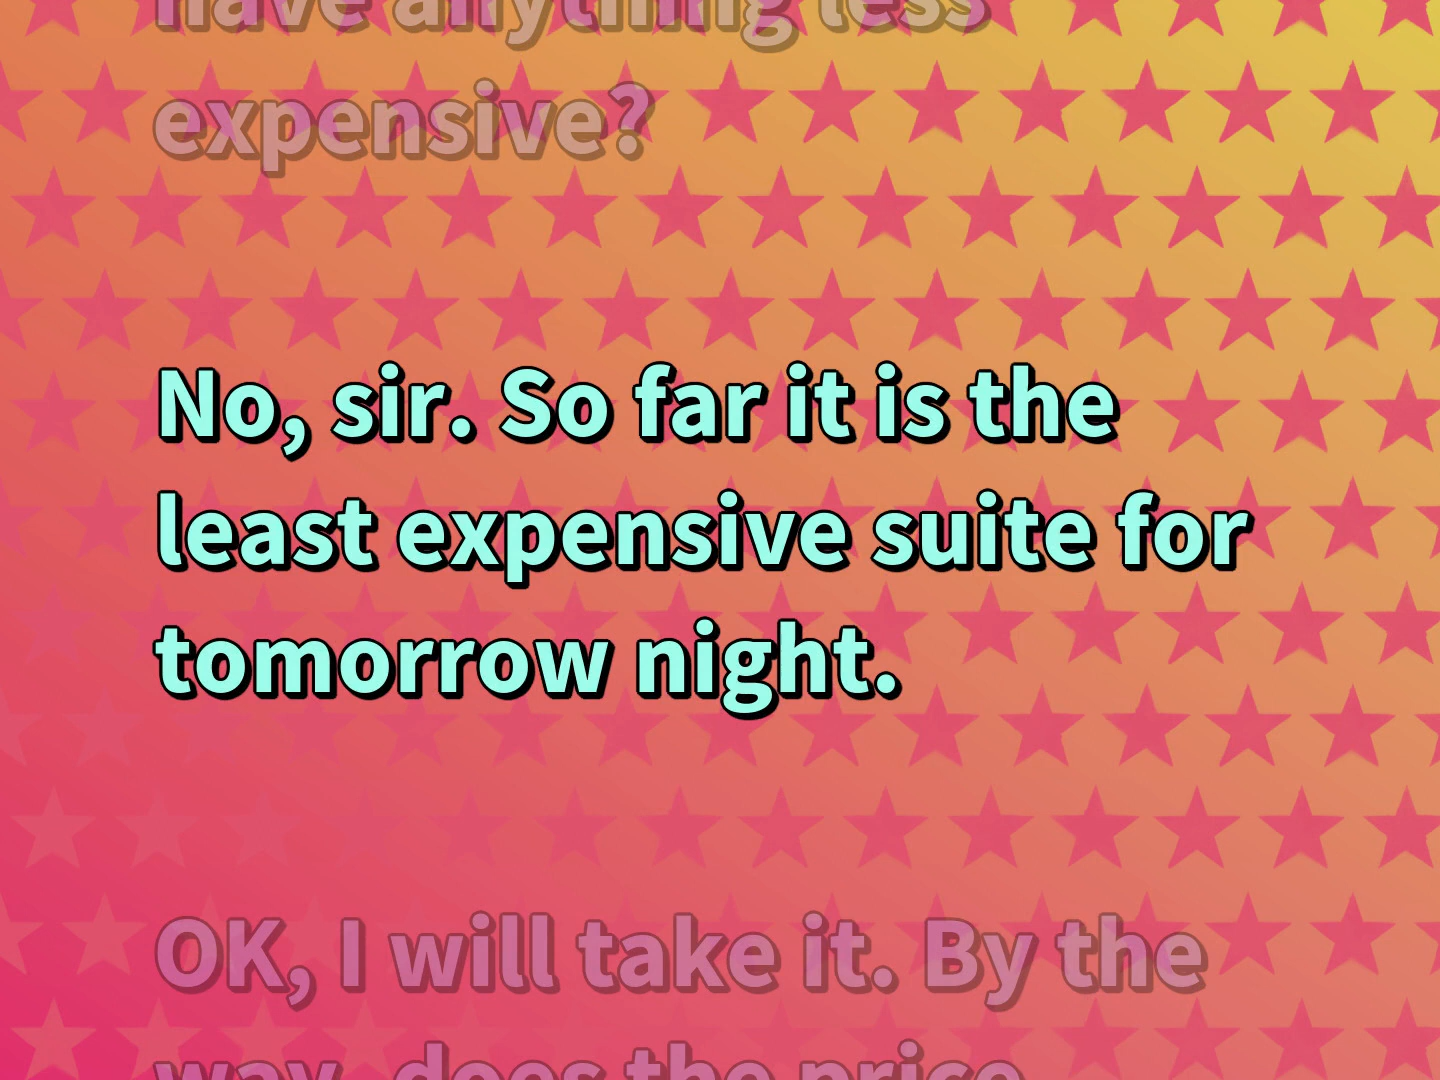 have anything less
expensive?
No, sir. So far it is the
least expensive suite for
tomorrow night.
OK, I will take it. By the
way, does the price